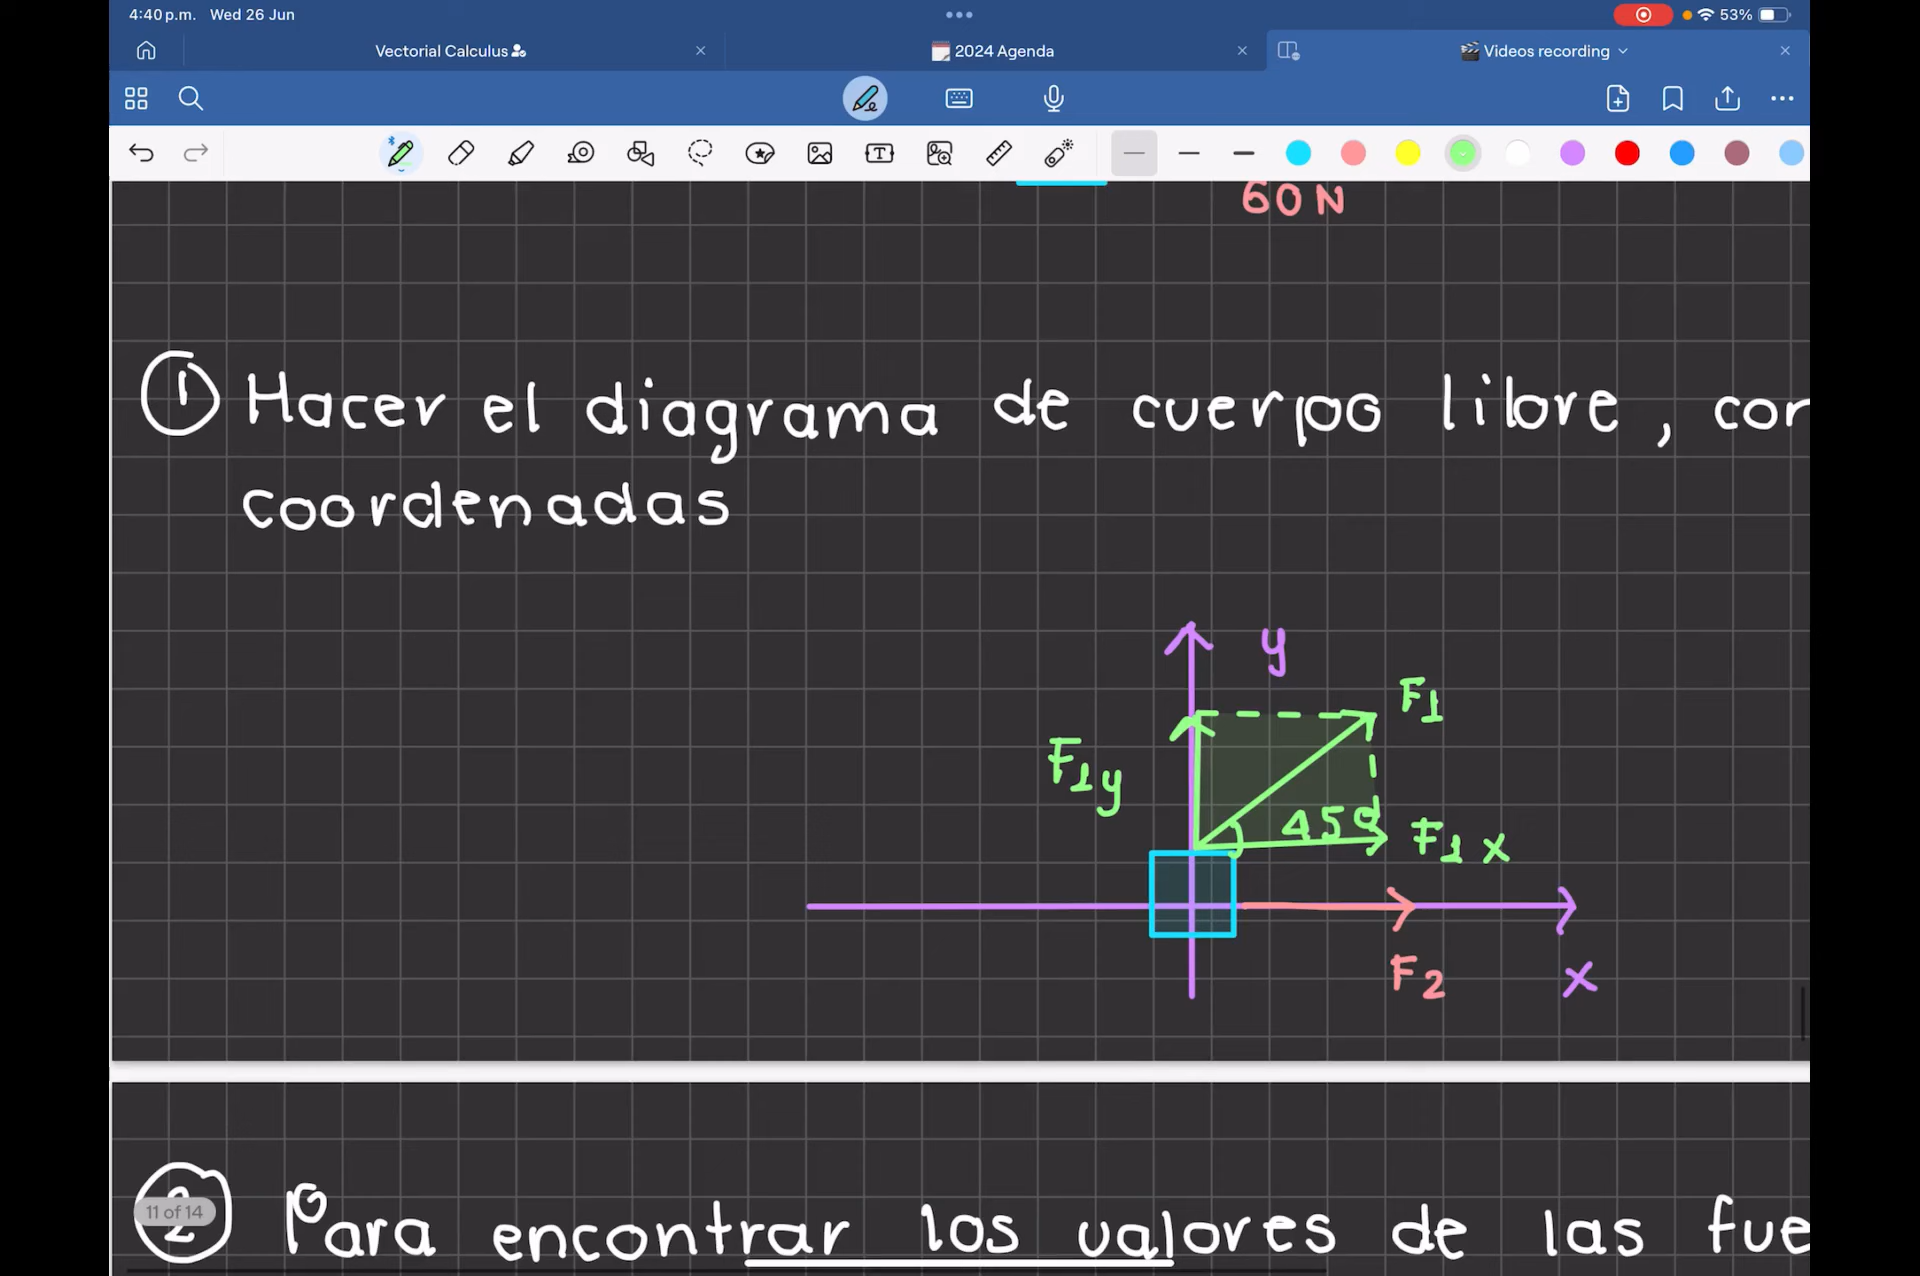 4:40 p.m. Wed 26 Jun
53%
Vectorial Calculus
2024 Agenda
Videos recording
60 N
① Hacer el diagrama de cuerpo libre, con
coordenadas
y
F1
F1y
45°
F1x
F2
x
11 of 14
② Para encontrar los valores de las fue